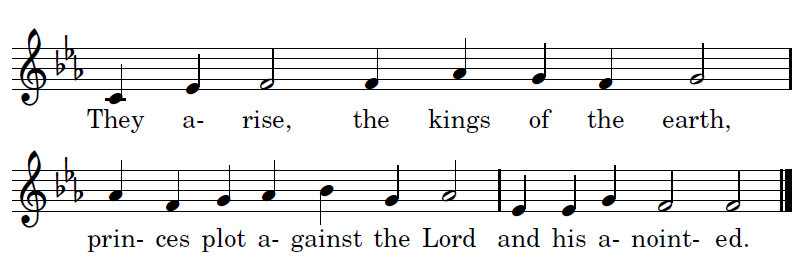 They a- rise, the kings of the earth,
prin- ces plot a- gainst the Lord and his a- noint- ed.